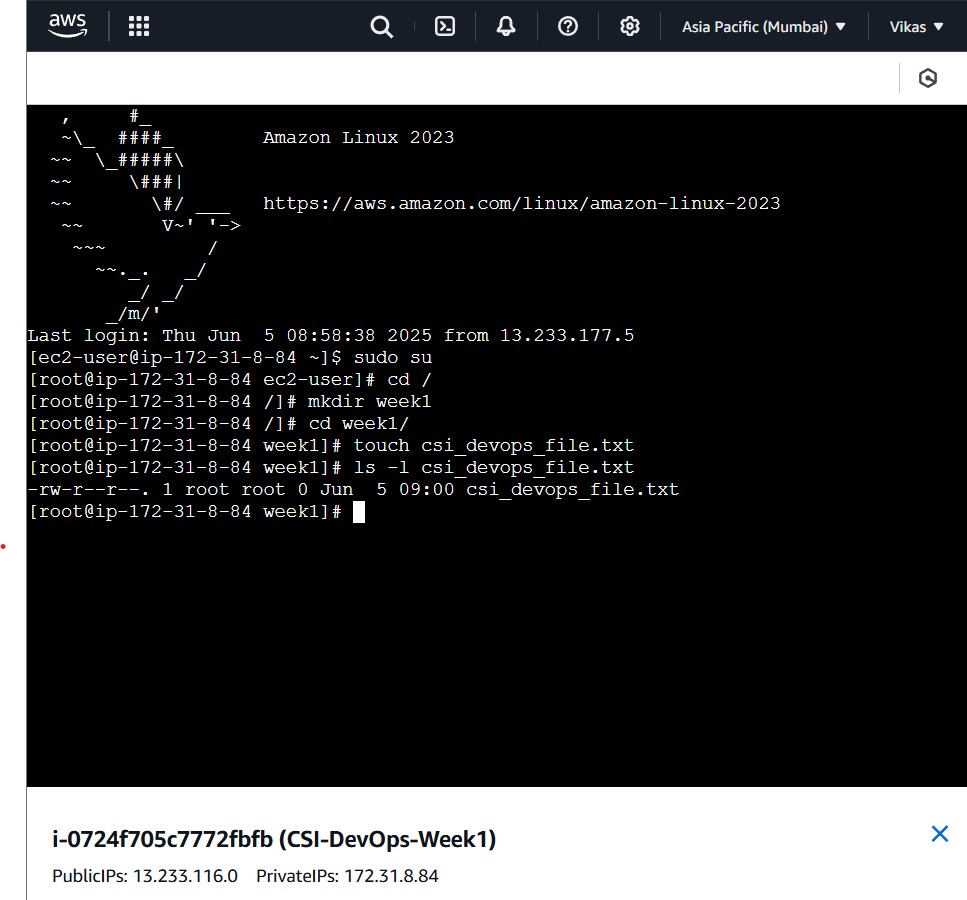 aws
Asia Pacific (Mumbai) ▼
Vikas ▼
   ,     #_
   ~\_  ####_        Amazon Linux 2023
  ~~  \_#####\
  ~~     \###|
  ~~       \#/ ___   https://aws.amazon.com/linux/amazon-linux-2023
   ~~       V~' '->
    ~~~         /
      ~~._.   _/
         _/ _/
       _/m/'
Last login: Thu Jun  5 08:58:38 2025 from 13.233.177.5
[ec2-user@ip-172-31-8-84 ~]$ sudo su
[root@ip-172-31-8-84 ec2-user]# cd /
[root@ip-172-31-8-84 /]# mkdir week1
[root@ip-172-31-8-84 /]# cd week1/
[root@ip-172-31-8-84 week1]# touch csi_devops_file.txt
[root@ip-172-31-8-84 week1]# ls -l csi_devops_file.txt
-rw-r--r--. 1 root root 0 Jun  5 09:00 csi_devops_file.txt
[root@ip-172-31-8-84 week1]#
i-0724f705c7772fbfb (CSI-DevOps-Week1)
PublicIPs: 13.233.116.0    PrivateIPs: 172.31.8.84